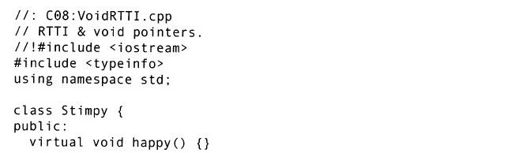 //: C08:VoidRTTI.cpp
// RTTI & void pointers.
//!#include <iostream>
#include <typeinfo>
using namespace std;
class Stimpy {
public:
virtual void happy() {}